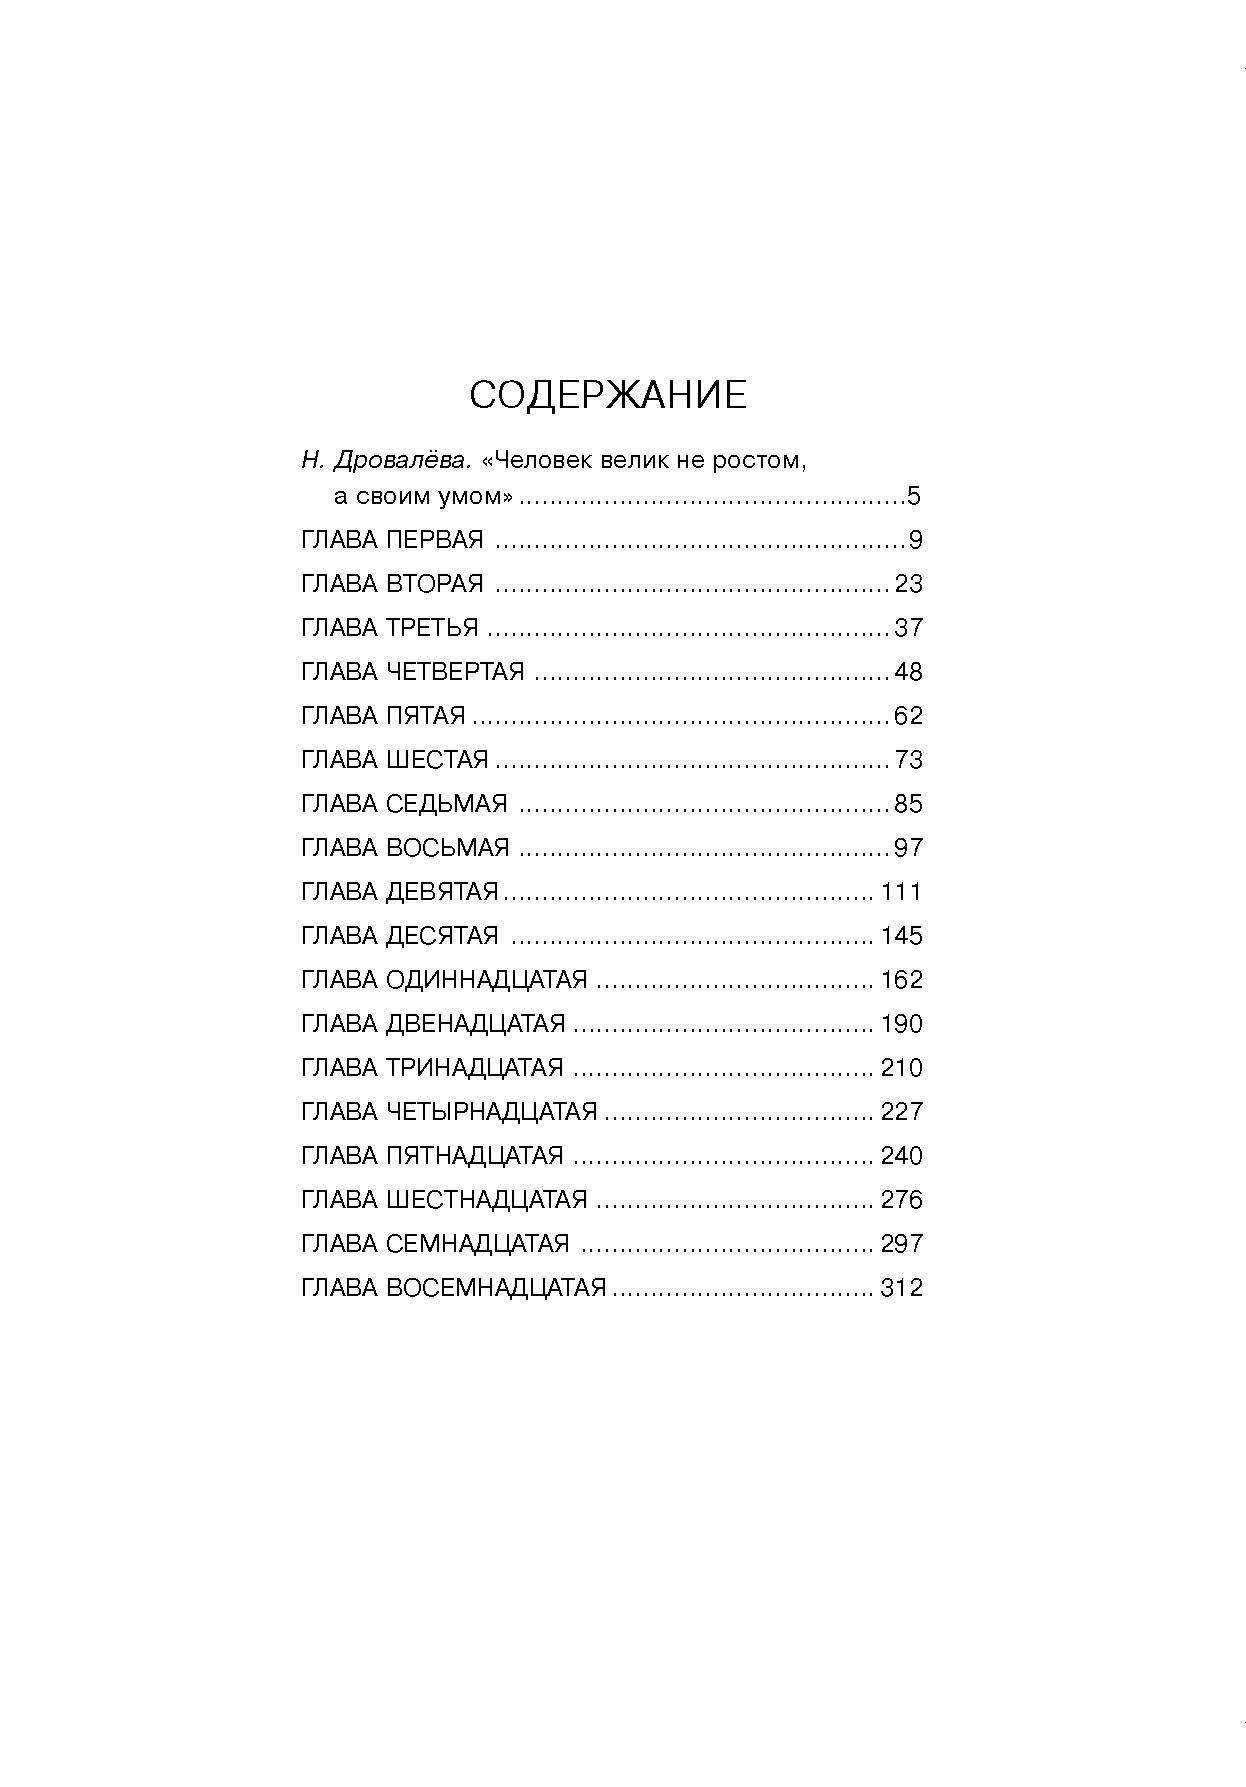 СОДЕРЖАНИЕ
Н. Дровалёва. «Человек велик не ростом,
а своим умом» ..................................................5
ГЛАВА ПЕРВАЯ .....................................................9
ГЛАВА ВТОРАЯ ...................................................23
ГЛАВА ТРЕТЬЯ ....................................................37
ГЛАВА ЧЕТВЕРТАЯ ..............................................48
ГЛАВА ПЯТАЯ ......................................................62
ГЛАВА ШЕСТАЯ ...................................................73
ГЛАВА СЕДЬМАЯ ................................................85
ГЛАВА ВОСЬМАЯ ................................................97
ГЛАВА ДЕВЯТАЯ ................................................ 111
ГЛАВА ДЕСЯТАЯ ............................................... 145
ГЛАВА ОДИННАДЦАТАЯ .................................... 162
ГЛАВА ДВЕНАДЦАТАЯ ....................................... 190
ГЛАВА ТРИНАДЦАТАЯ ....................................... 210
ГЛАВА ЧЕТЫРНАДЦАТАЯ ................................... 227
ГЛАВА ПЯТНАДЦАТАЯ ....................................... 240
ГЛАВА ШЕСТНАДЦАТАЯ .................................... 276
ГЛАВА СЕМНАДЦАТАЯ ...................................... 297
ГЛАВА ВОСЕМНАДЦАТАЯ .................................. 312